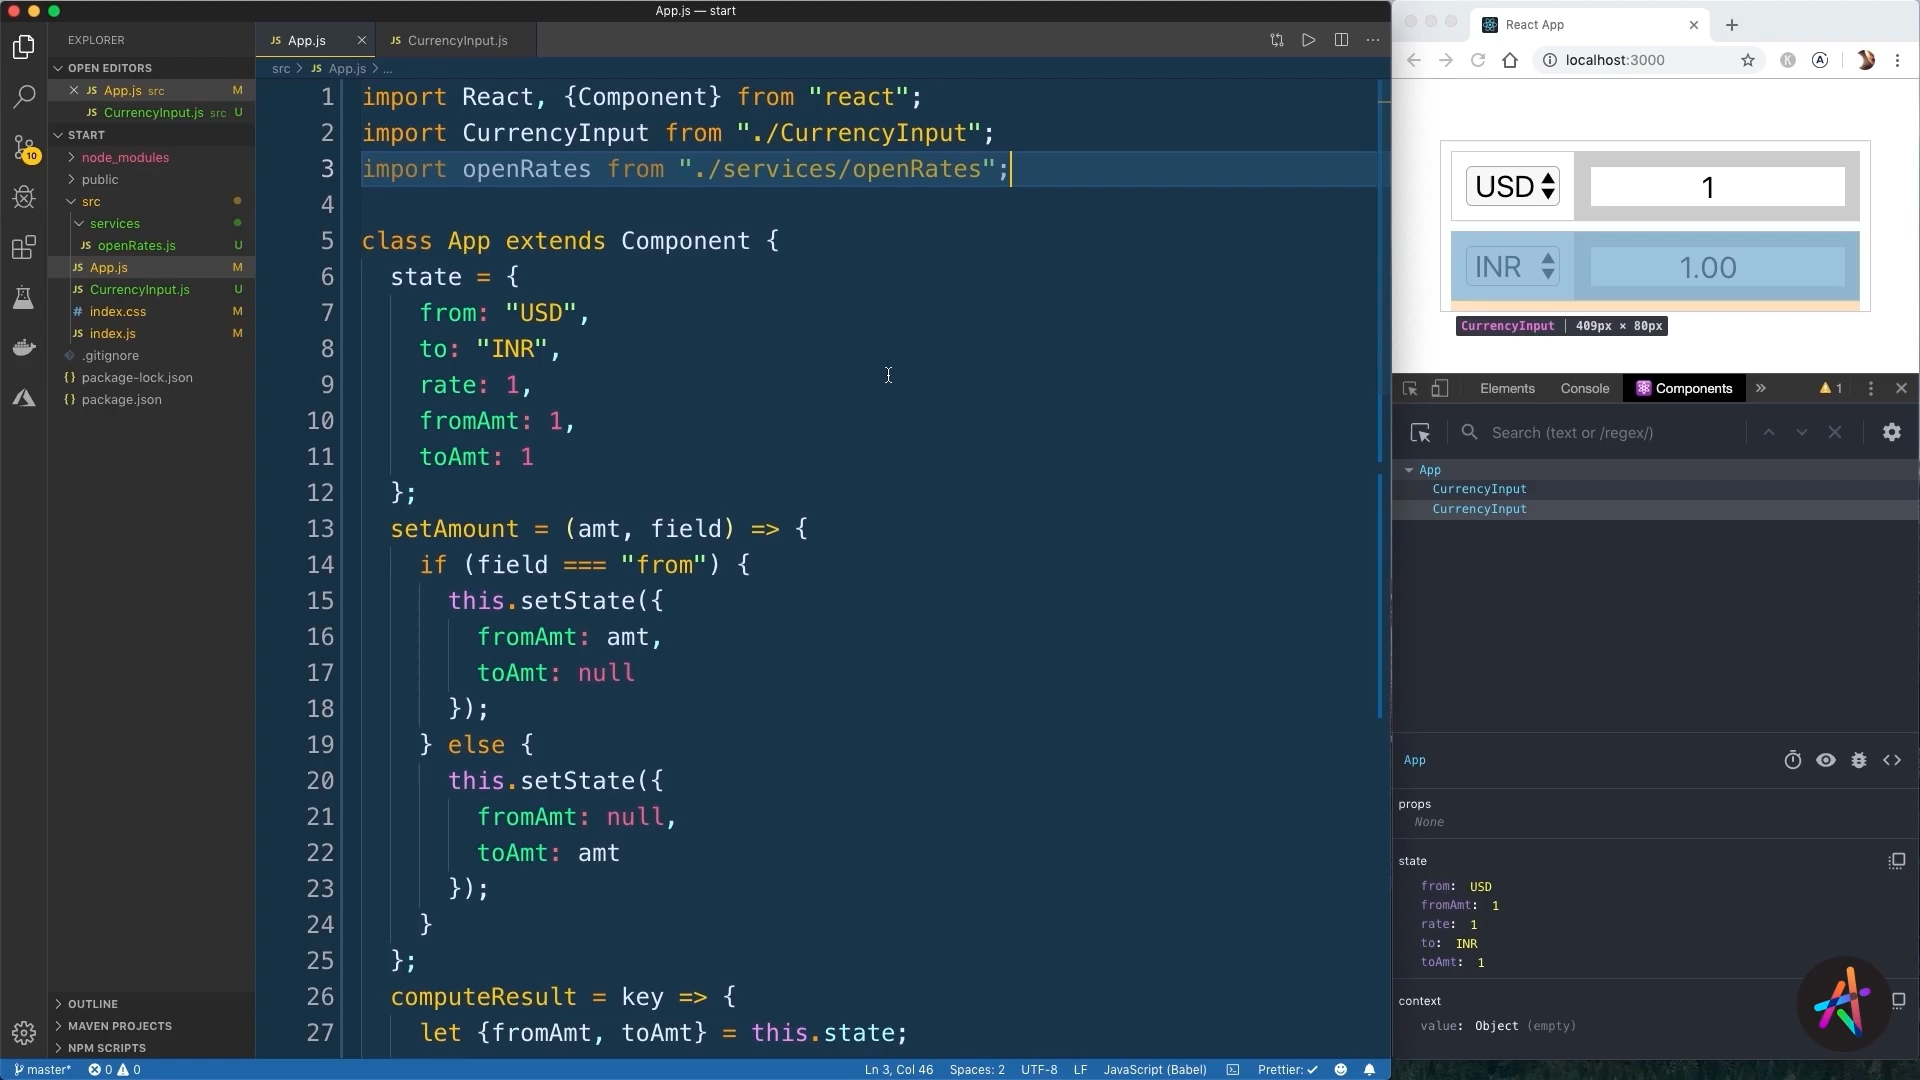 App.js — start
EXPLORER
OPEN EDITORS
JS App.js src M
JS CurrencyInput.js src U
START
node_modules
public
src
services
JS openRates.js U
JS App.js M
JS CurrencyInput.js U
# index.css M
JS index.js M
.gitignore
{} package-lock.json
{} package.json
10
OUTLINE
MAVEN PROJECTS
NPM SCRIPTS
JS App.js
JS CurrencyInput.js
src > JS App.js > ...
1 import React, {Component} from "react";
2 import CurrencyInput from "./CurrencyInput";
3 import openRates from "./services/openRates";
4
5 class App extends Component {
6 state = {
7 from: "USD",
8 to: "INR",
9 rate: 1,
10 fromAmt: 1,
11 toAmt: 1
12 };
13 setAmount = (amt, field) => {
14 if (field === "from") {
15 this.setState({
16 fromAmt: amt,
17 toAmt: null
18 });
19 } else {
20 this.setState({
21 fromAmt: null,
22 toAmt: amt
23 });
24 }
25 };
26 computeResult = key => {
27 let {fromAmt, toAmt} = this.state;
master* 0 0
Ln 3, Col 46 Spaces: 2 UTF-8 LF JavaScript (Babel) Prettier: ✓
React App
localhost:3000
K A
USD 1
INR 1.00
CurrencyInput | 409px × 80px
Elements Console Components » 1
Search (text or /regex/)
App
CurrencyInput
CurrencyInput
App
props
None
state
from: USD
fromAmt: 1
rate: 1
to: INR
toAmt: 1
context
value: Object (empty)